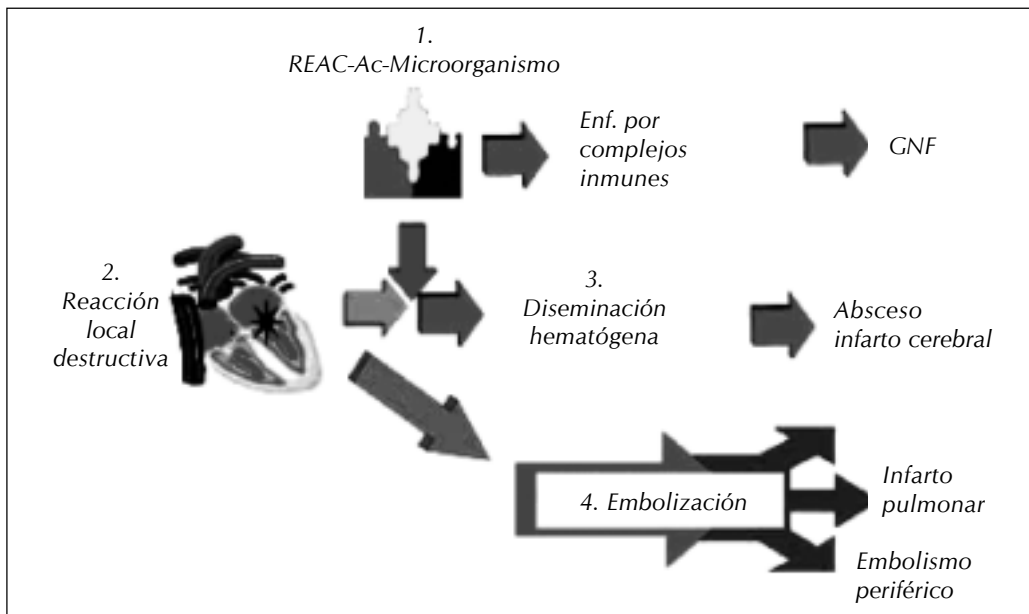 1.
REAC-Ac-Microorganismo
Enf. por
complejos
inmunes
GNF
2.
Reacción
local
destructiva
3.
Diseminación
hematógena
Absceso
infarto cerebral
4. Embolización
Infarto
pulmonar
Embolismo
periférico